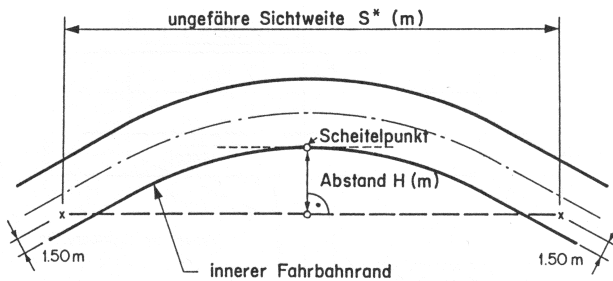 ungefähre Sichtweite S* (m)
Scheitelpunkt
Abstand H (m)
x
x
1.50 m
1.50 m
innerer Fahrbahnrand